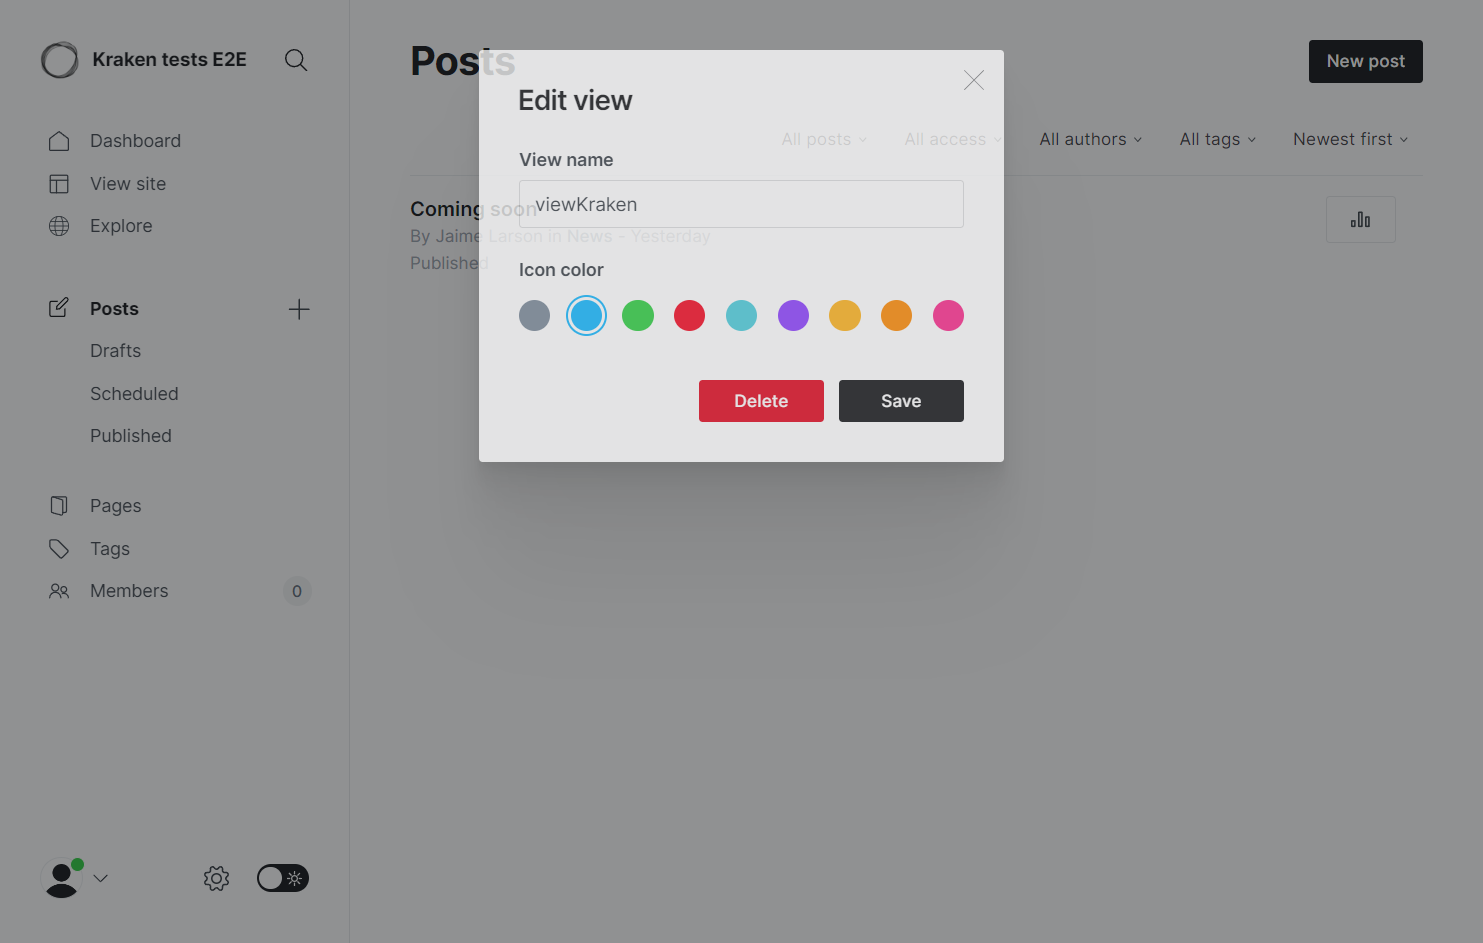 Kraken tests E2E
Dashboard
View site
Explore
Posts
Drafts
Scheduled
Published
Pages
Tags
Members 0
Posts
New post
All posts All access All authors All tags Newest first
Coming soon
By Jaime Larson in News - Yesterday
Published
Edit view
View name
viewKraken
Icon color
Delete Save